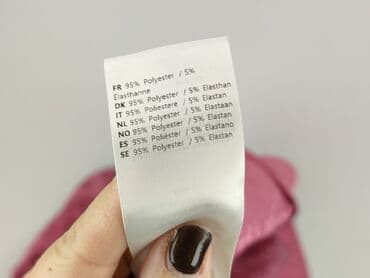 FR 95% Polyester / 5%
Élasthanne
DK 95% Polyester / 5% Elasthan
IT 95% Poliestere / 5% Elastan
NL 95% Polyester / 5% Elastaan
NO 95% Polyester / 5% Elastan
ES 95% Poliéster / 5% Elastano
SE 95% Polyester / 5% Elastan